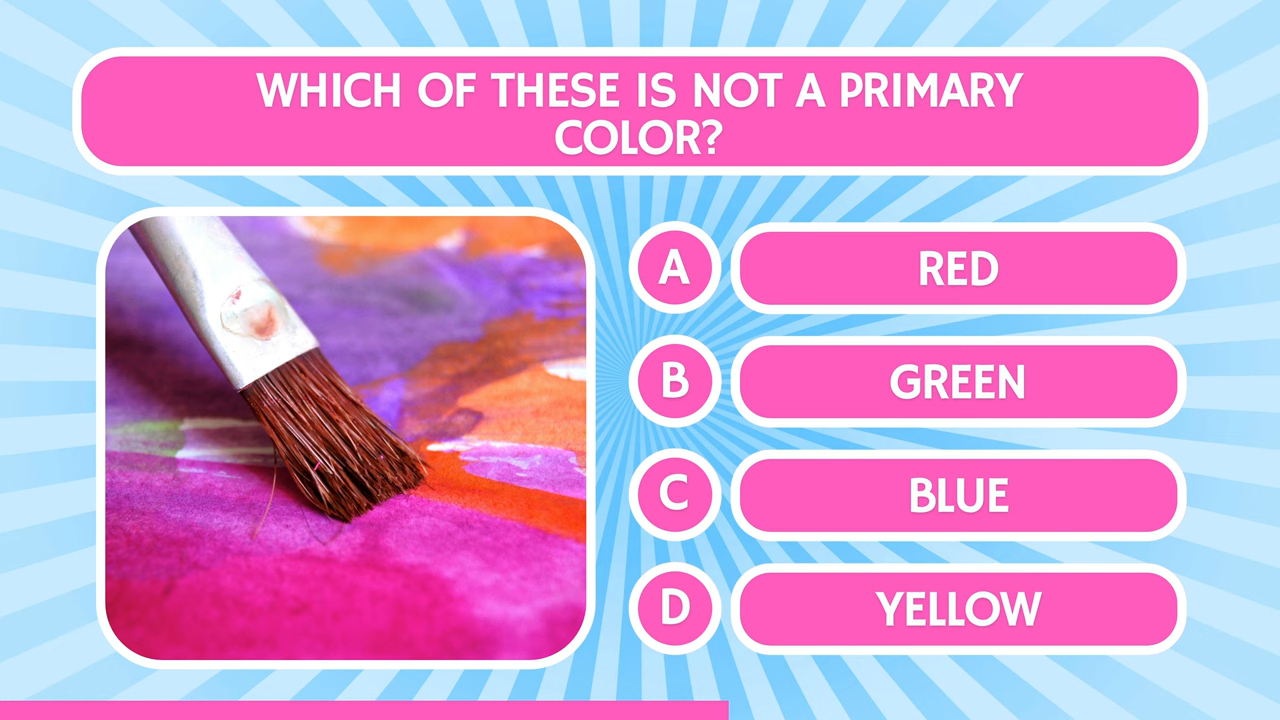 WHICH OF THESE IS NOT A PRIMARY
COLOR?
A RED
B GREEN
C BLUE
D YELLOW